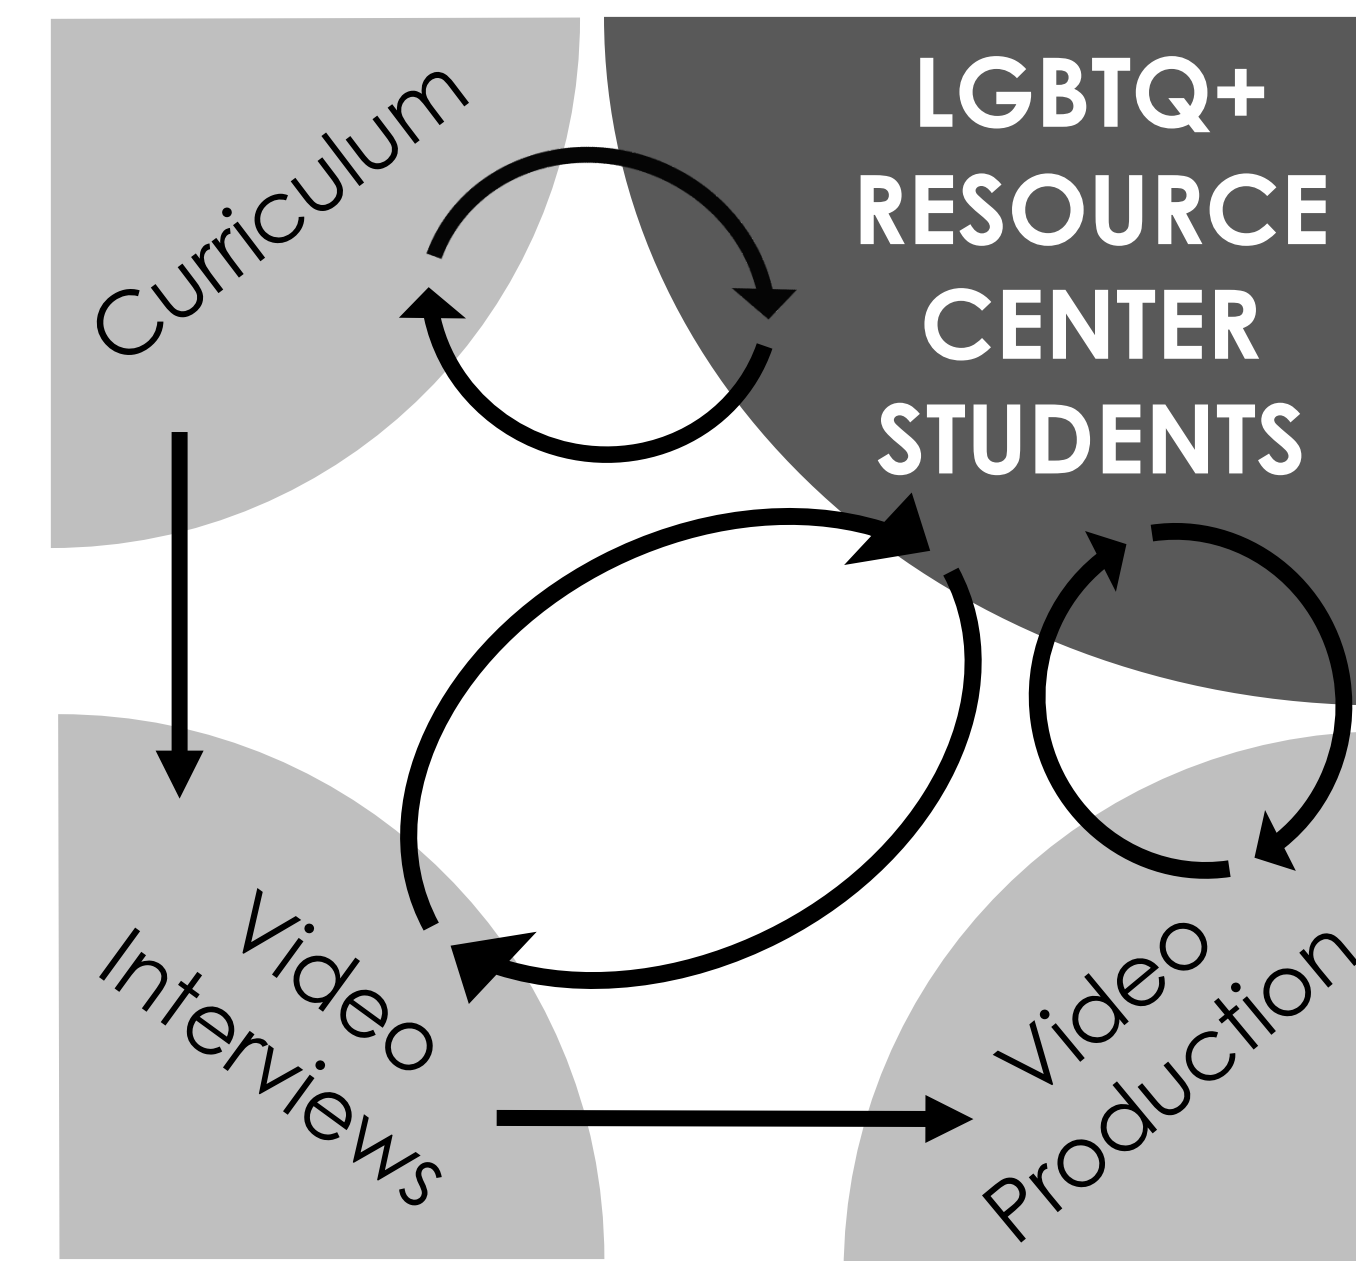 Curriculum
LGBTQ+
RESOURCE
CENTER
STUDENTS
Video
Interviews
Video
Production